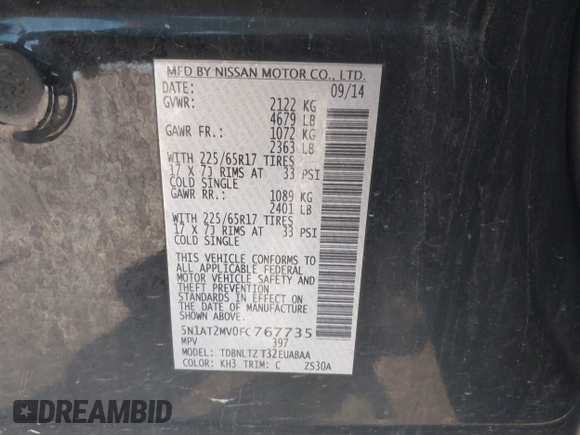 MFD BY NISSAN MOTOR CO., LTD.
DATE: 09/14
GVWR: 2122 KG
4679 LB
GAWR FR.: 1072 KG
2363 LB
WITH 225/65R17 TIRES
17 X 7J RIMS AT 33 PSI
COLD SINGLE
GAWR RR.: 1089 KG
2401 LB
WITH 225/65R17 TIRES
17 X 7J RIMS AT 33 PSI
COLD SINGLE
THIS VEHICLE CONFORMS TO
ALL APPLICABLE FEDERAL
MOTOR VEHICLE SAFETY AND
THEFT PREVENTION
STANDARDS IN EFFECT ON
THE DATE OF MANUFACTURE
SHOWN ABOVE.
5N1AT2MV0FC767735
MPV 397
MODEL: TDBNLTZ T32EUABAA
COLOR: KH3 TRIM: C ZS30A
DREAMBID